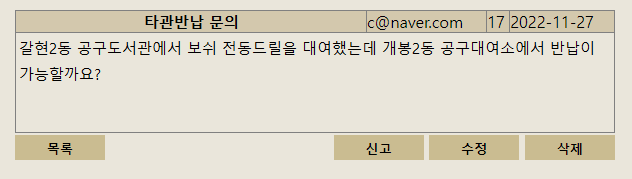 타관반납 문의 c@naver.com 17 2022-11-27
갈현2동 공구도서관에서 보쉬 전동드릴을 대여했는데 개봉2동 공구대여소에서 반납이
가능할까요?
목록 신고 수정 삭제